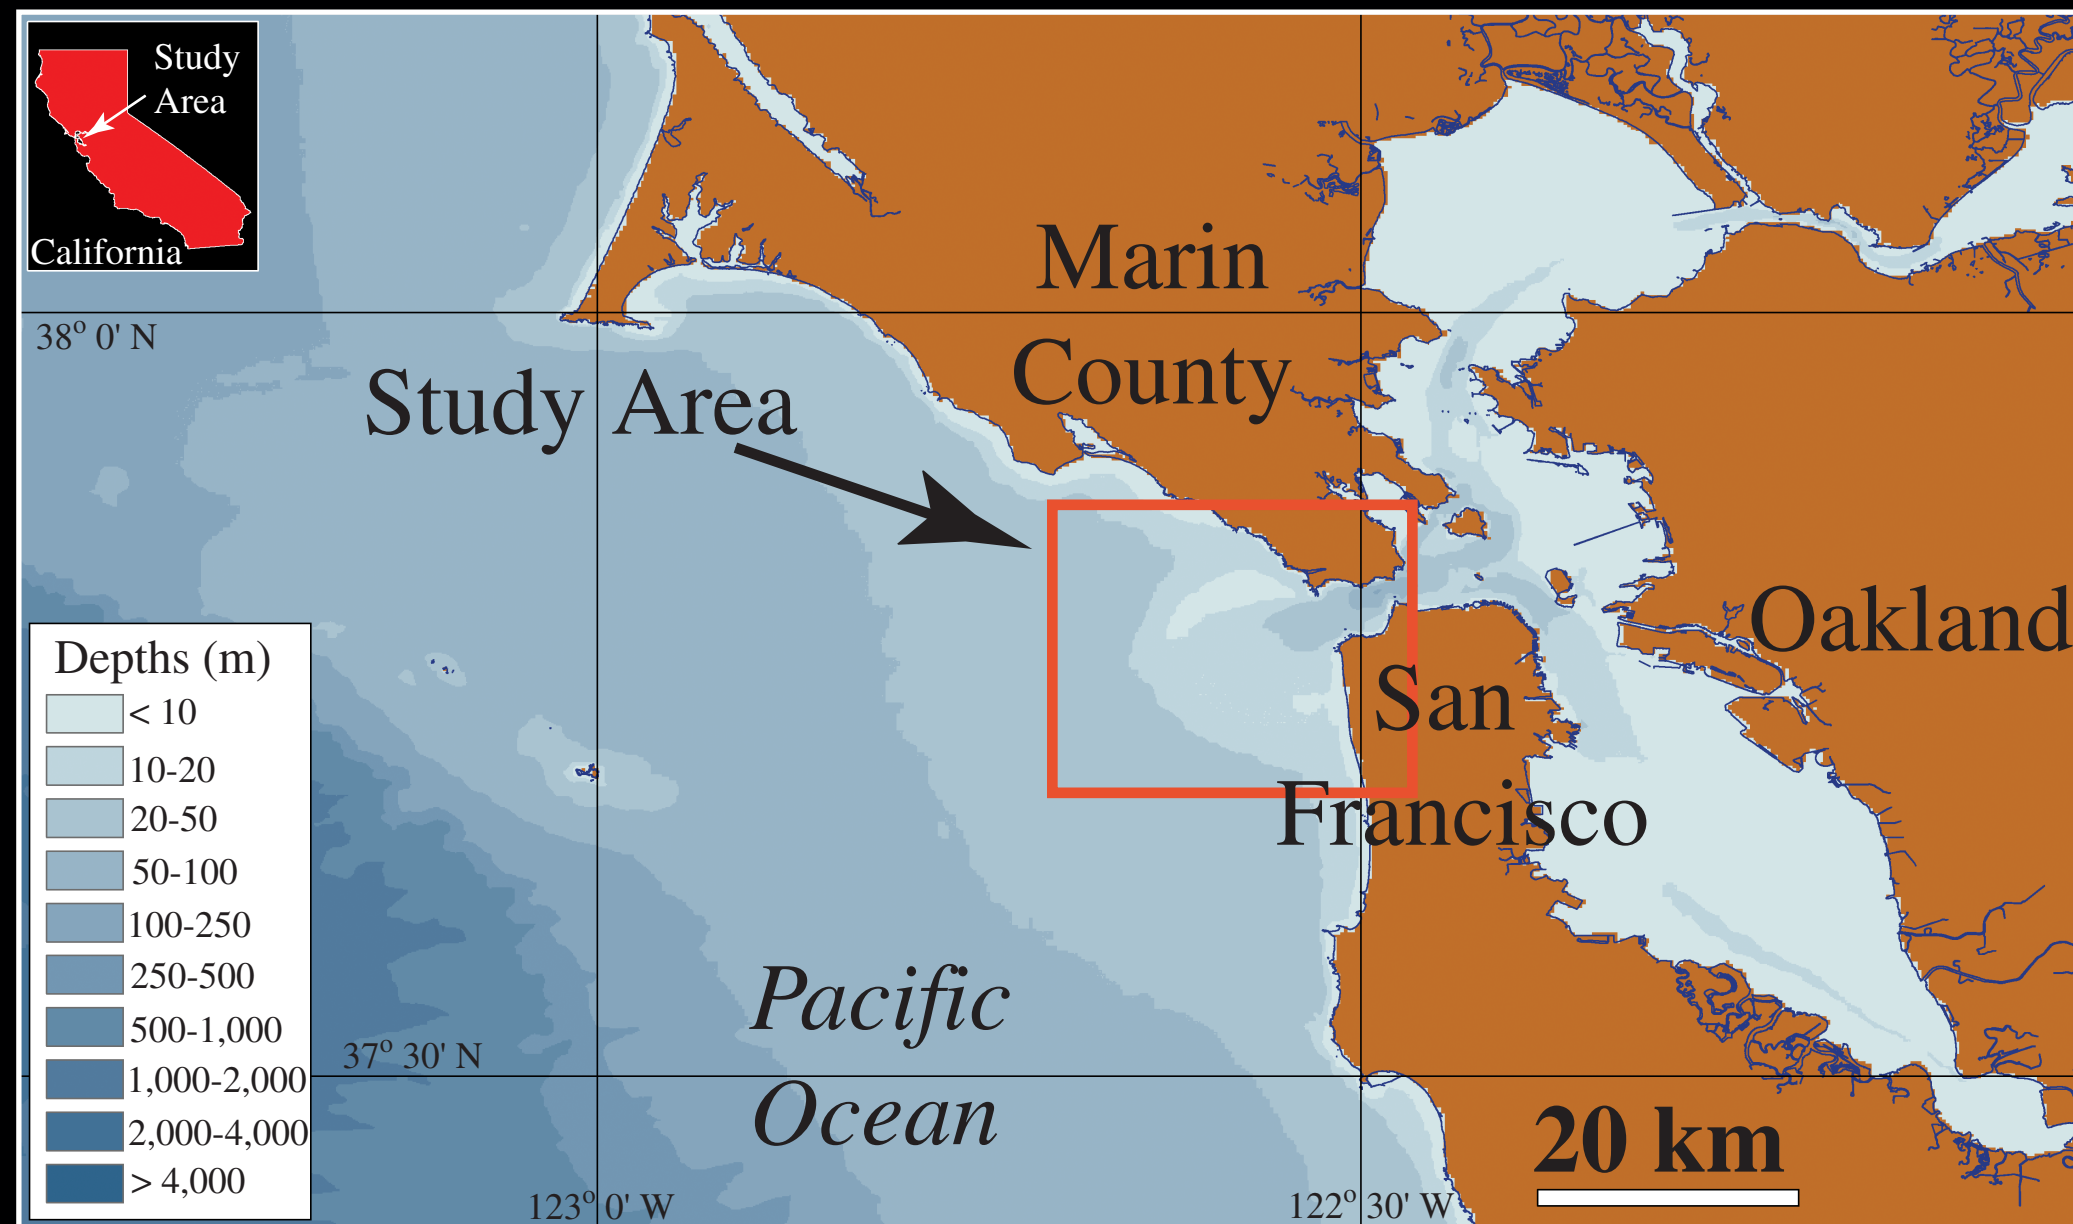 Study
Area
California
Marin
County
38° 0' N
Study Area
Oakland
San
Francisco
Depths (m)
< 10
10-20
20-50
50-100
100-250
250-500
500-1,000
1,000-2,000
2,000-4,000
> 4,000
37° 30' N
Pacific
Ocean
20 km
123° 0' W
122° 30' W